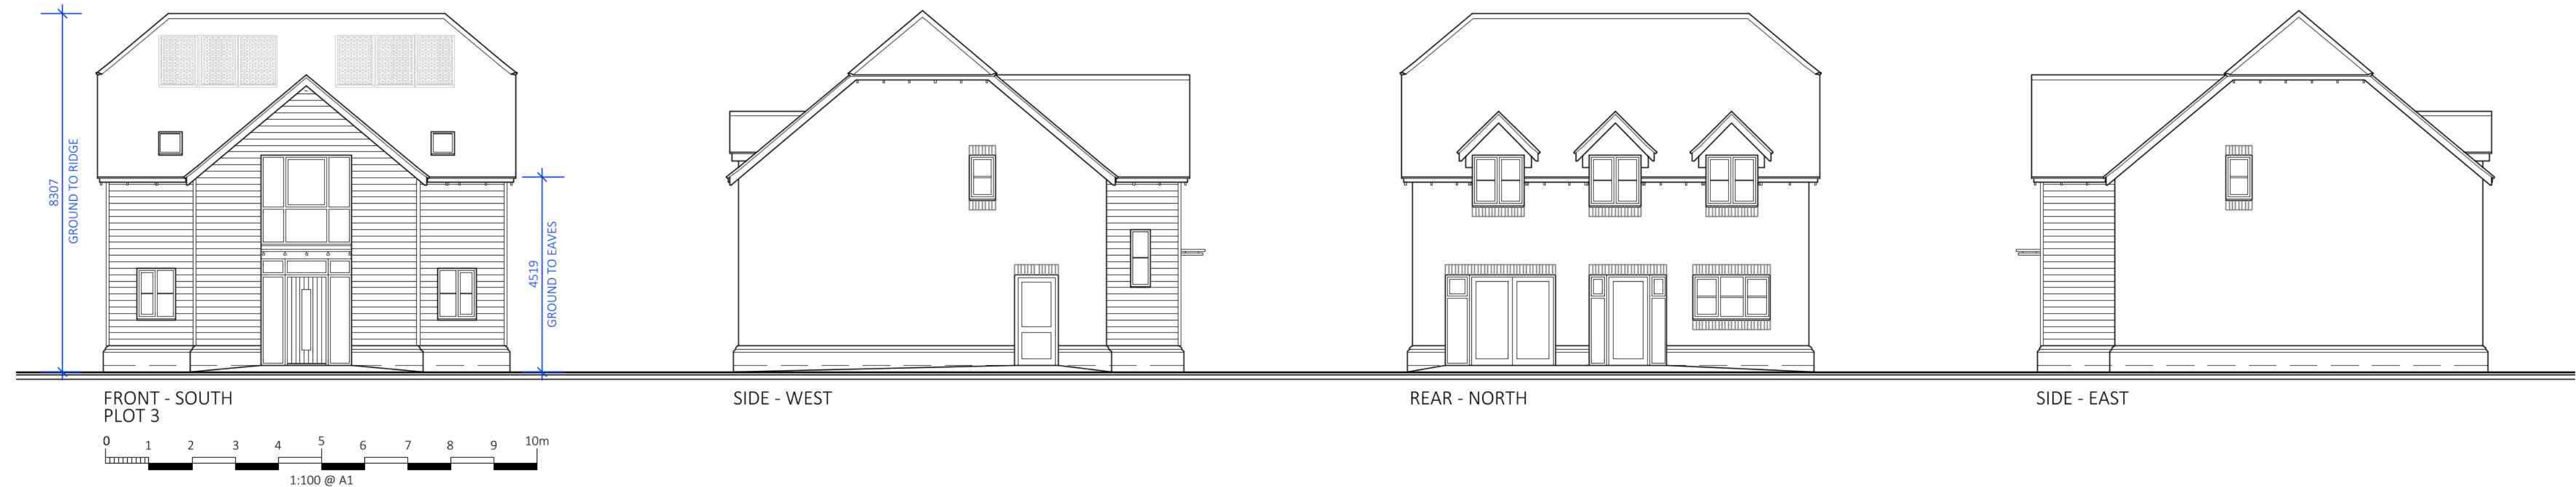 8307
GROUND TO RIDGE
4519
GROUND TO EAVES
FRONT - SOUTH
PLOT 3
SIDE - WEST
REAR - NORTH
SIDE - EAST
0 1 2 3 4 5 6 7 8 9 10m
1:100 @ A1